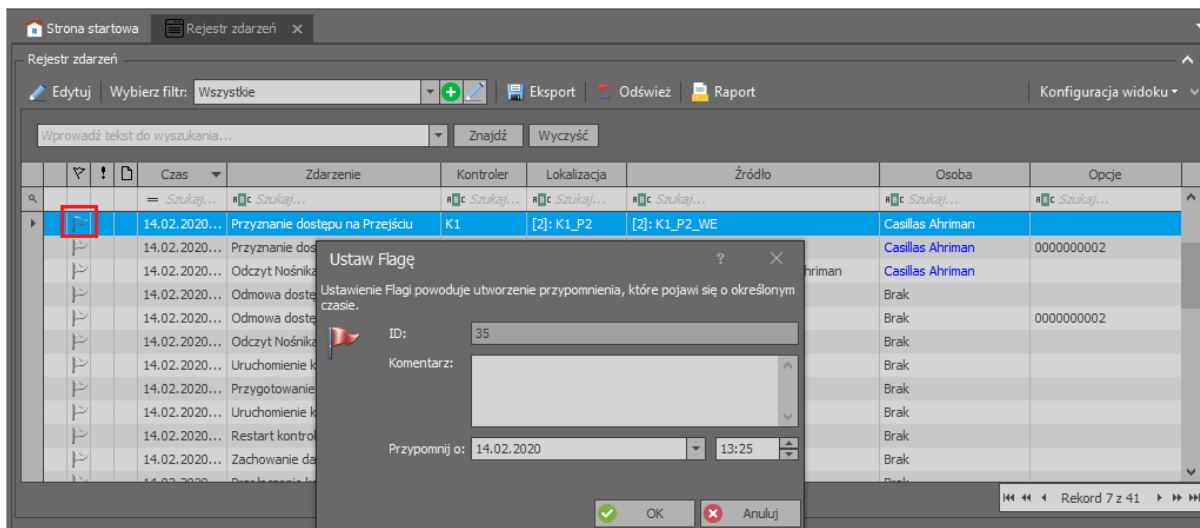 Strona startowa Rejestr zdarzeń
Rejestr zdarzeń
Edytuj Wybierz filtr: Wszystkie Eksport Odśwież Raport Konfiguracja widoku
Wprowadź tekst do wyszukania... Znajdź Wyczyść
Czas Zdarzenie Kontroler Lokalizacja Źródło Osoba Opcje
= Szukaj... Szukaj... Szukaj... Szukaj... Szukaj... Szukaj... Szukaj...
14.02.2020... Przyznanie dostępu na Przejściu K1 [2]: K1_P2 [2]: K1_P2_WE Casillas Ahriman
14.02.2020... Przyznanie dos Casillas Ahriman 0000000002
14.02.2020... Odczyt Nośnika hriman Casillas Ahriman
14.02.2020... Odmowa dostę Brak
14.02.2020... Odmowa dostę Brak 0000000002
14.02.2020... Odczyt Nośnika Brak
14.02.2020... Uruchomienie k Brak
14.02.2020... Przygotowanie Brak
14.02.2020... Uruchomienie k Brak
14.02.2020... Restart kontrol Brak
14.02.2020... Zachowanie da Brak
Ustaw Flagę ?
Ustawienie Flagi powoduje utworzenie przypomnienia, które pojawi się o określonym
czasie.
ID: 35
Komentarz:
Przypomnij o: 14.02.2020 13:25
OK Anuluj
Rekord 7 z 41